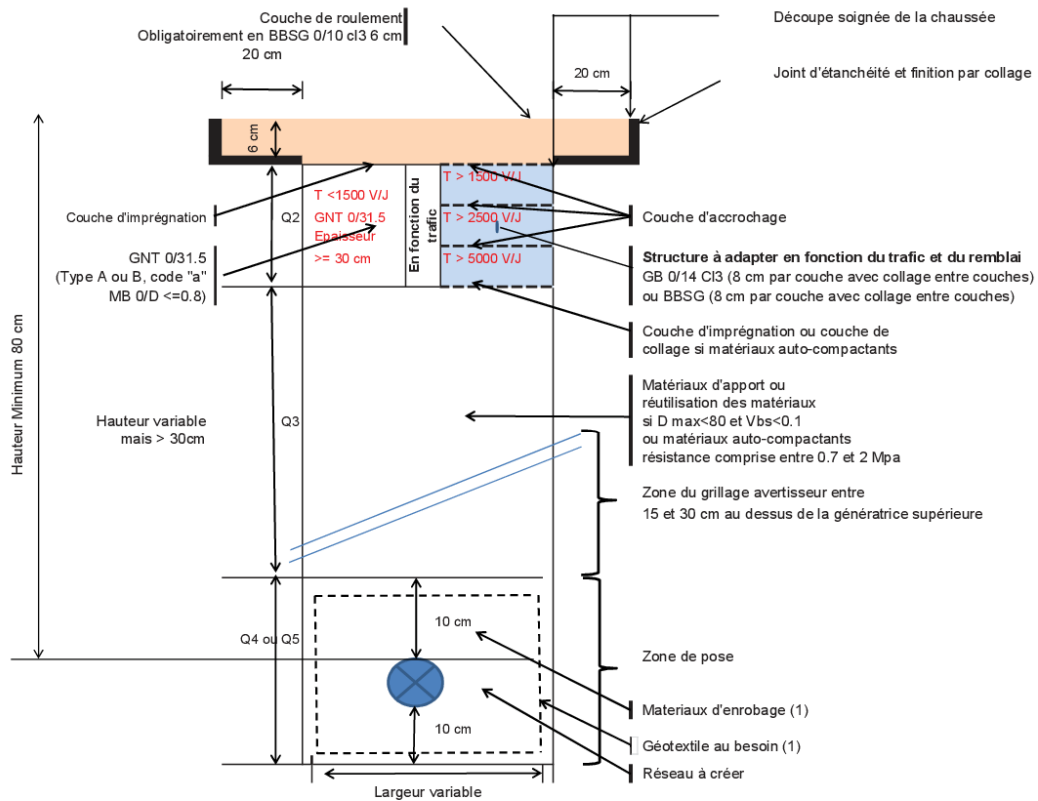 Couche de roulement
Obligatoirement en BBSG 0/10 cl3 6 cm
20 cm
Découpe soignée de la chaussée
20 cm
Joint d'étanchéité et finition par collage
6 cm
Couche d'imprégnation
GNT 0/31.5
(Type A ou B, code "a"
MB 0/D <=0.8)
Q2
T <1500 V/J
GNT 0/31.5
Epaisseur
>= 30 cm
En fonction du
trafic
T > 1500 V/J
T > 2500 V/J
T > 5000 V/J
Couche d'accrochage
Structure à adapter en fonction du trafic et du remblai
GB 0/14 Cl3 (8 cm par couche avec collage entre couches)
ou BBSG (8 cm par couche avec collage entre couches)
Couche d'imprégnation ou couche de
collage si matériaux auto-compactants
Hauteur Minimum 80 cm
Hauteur variable
mais > 30cm
Q3
Matériaux d'apport ou
réutilisation des matériaux
si D max<80 et Vbs<0.1
ou matériaux auto-compactants
résistance comprise entre 0.7 et 2 Mpa
Zone du grillage avertisseur entre
15 et 30 cm au dessus de la génératrice supérieure
Q4 ou Q5
10 cm
10 cm
Zone de pose
Materiaux d'enrobage (1)
Géotextile au besoin (1)
Réseau à créer
Largeur variable